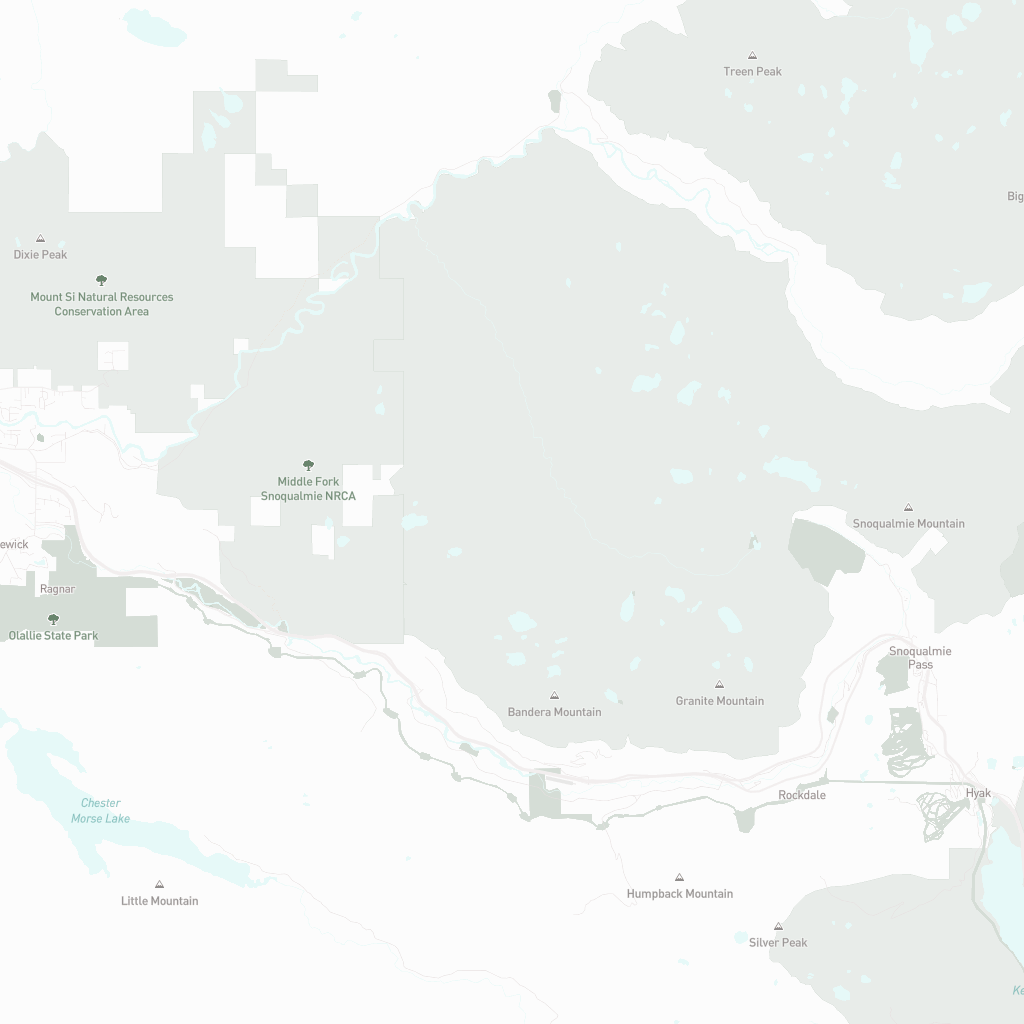 Treen Peak
Big
Dixie Peak
Mount Si Natural Resources
Conservation Area
Middle Fork
Snoqualmie NRCA
Snoqualmie Mountain
ewick
Ragnar
Olallie State Park
Snoqualmie
Pass
Granite Mountain
Bandera Mountain
Rockdale
Hyak
Chester
Morse Lake
Humpback Mountain
Little Mountain
Silver Peak
Ke